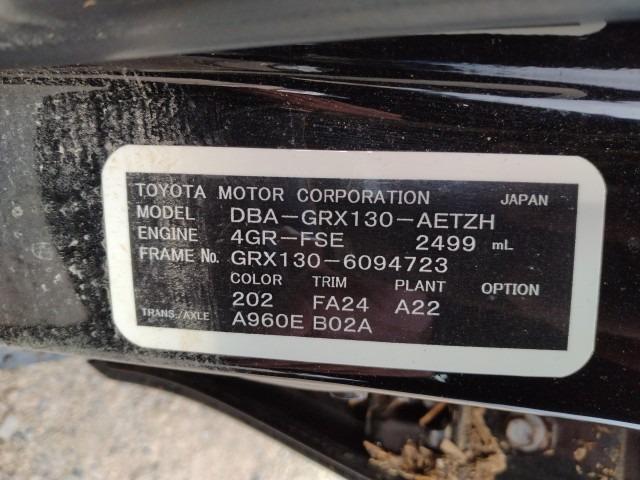 TOYOTA MOTOR CORPORATION JAPAN
MODEL DBA-GRX130-AETZH
ENGINE 4GR-FSE 2499 mL
FRAME No. GRX130-6094723
COLOR TRIM PLANT OPTION
202 FA24 A22
TRANS./AXLE A960E B02A